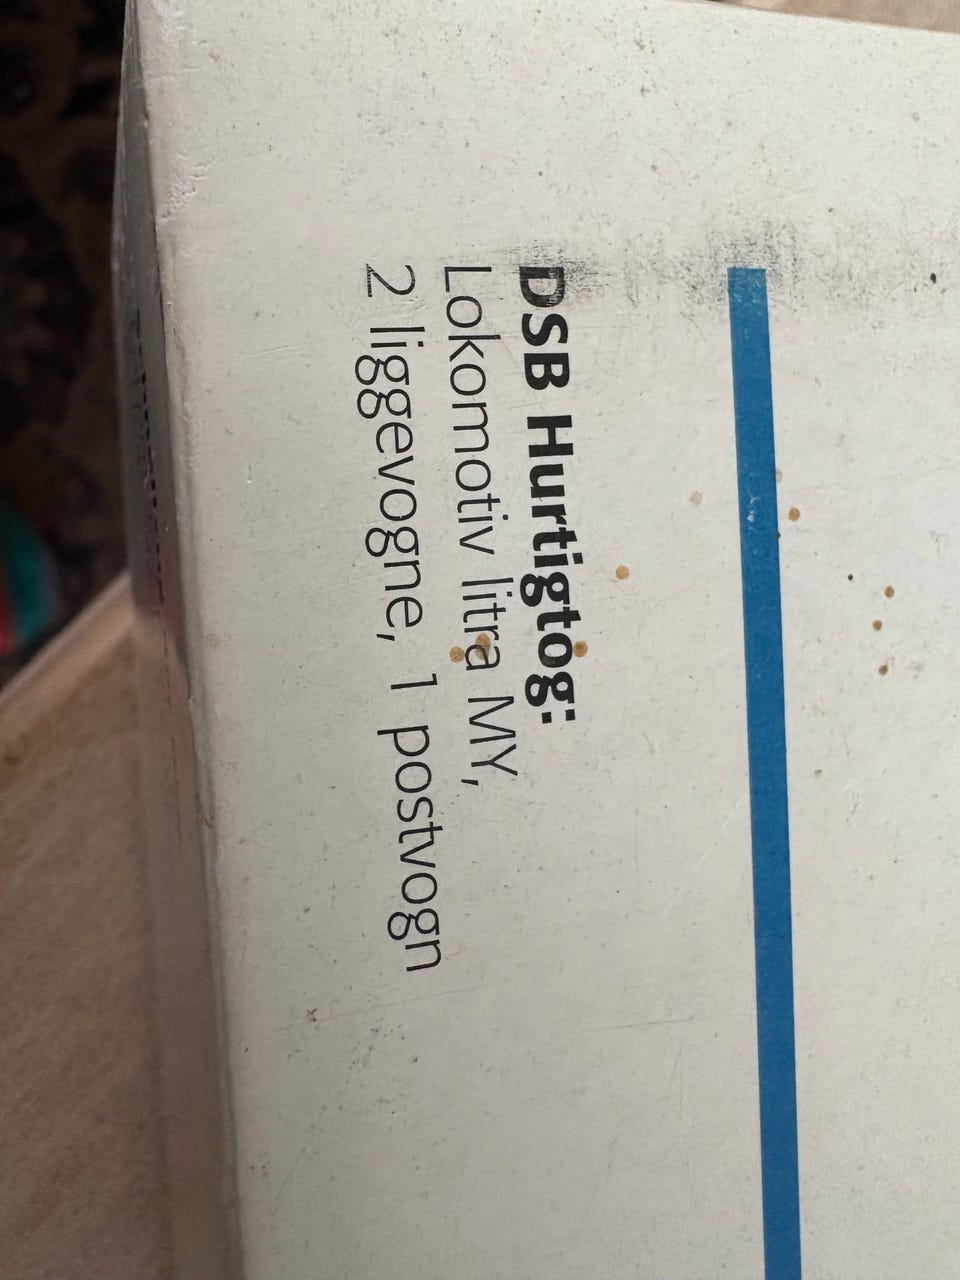 DSB Hurtigtog:
Lokomotiv litra MY,
2 liggevogne, 1 postvogn